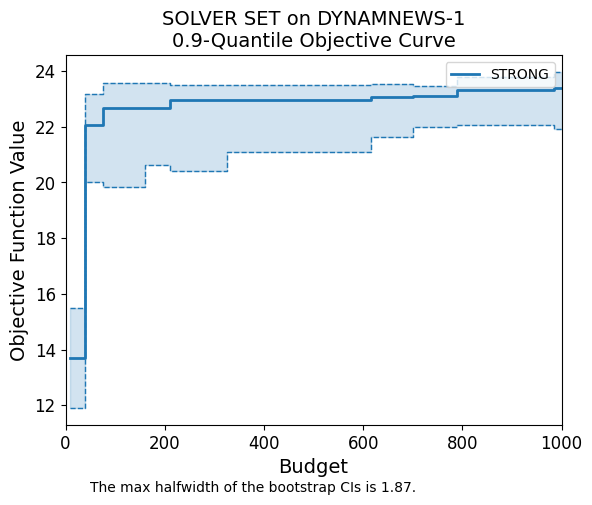 SOLVER SET on DYNAMNEWS-1
0.9-Quantile Objective Curve
STRONG
Objective Function Value
24
22
20
18
16
14
12
0 200 400 600 800 1000
Budget
The max halfwidth of the bootstrap CIs is 1.87.